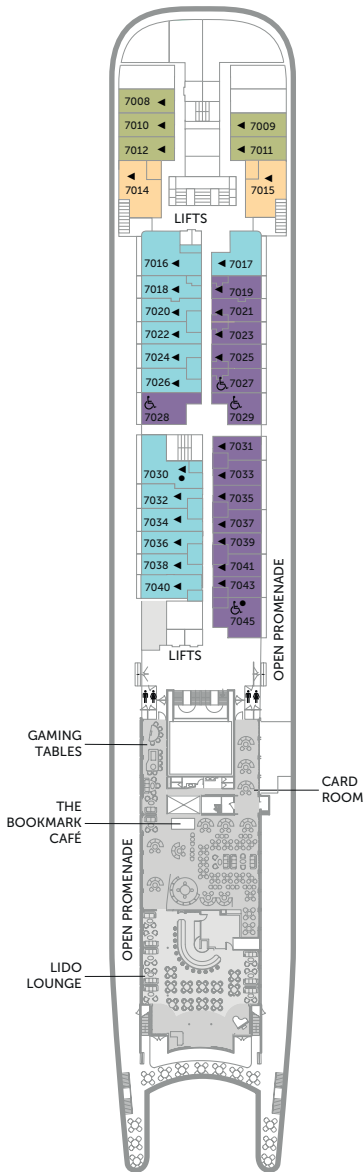 7008
7010
7009
7012
7011
7014
7015
LIFTS
7016
7017
7018
7019
7020
7021
7022
7023
7024
7025
7026
7027
7028
7029
7030
7031
7032
7033
7034
7035
7036
7037
7038
7039
7040
7041
7043
7045
LIFTS
OPEN PROMENADE
GAMING
TABLES
CARD
ROOM
THE
BOOKMARK
CAFÉ
OPEN PROMENADE
LIDO
LOUNGE